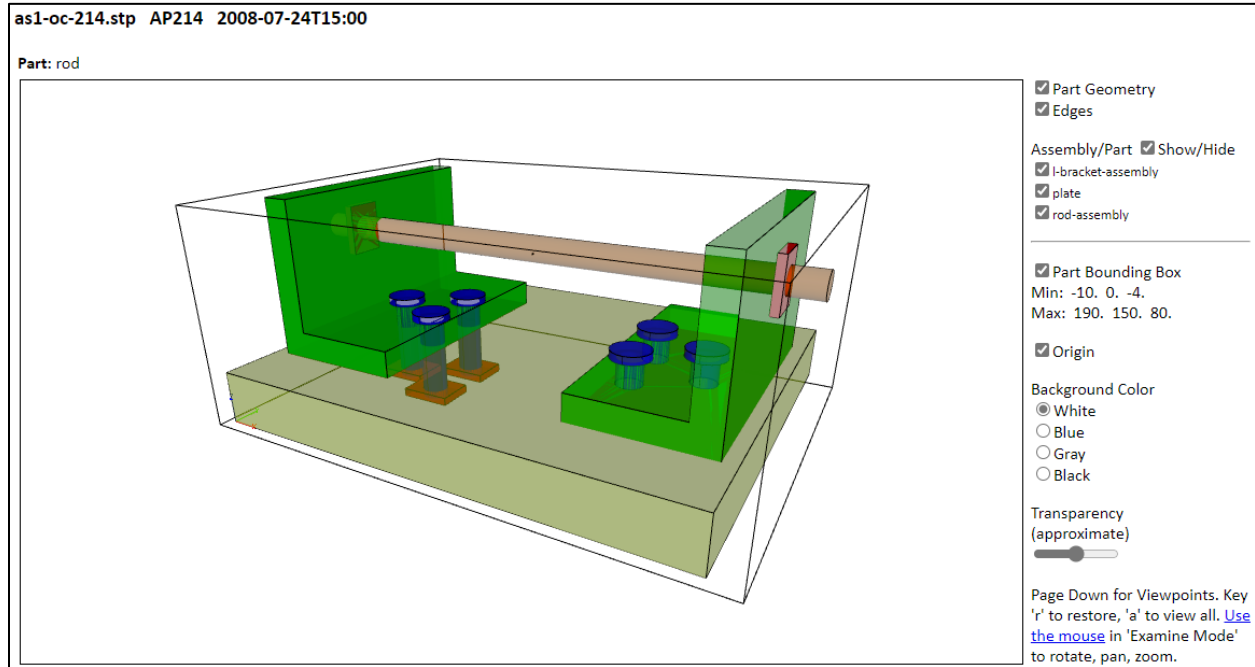 as1-oc-214.stp AP214 2008-07-24T15:00
Part: rod
Part Geometry
Edges
Assembly/Part Show/Hide
l-bracket-assembly
plate
rod-assembly
Part Bounding Box
Min: -10. 0. -4.
Max: 190. 150. 80.
Origin
Background Color
White
Blue
Gray
Black
Transparency
(approximate)
Page Down for Viewpoints. Key
'r' to restore, 'a' to view all. Use
the mouse in 'Examine Mode'
to rotate, pan, zoom.